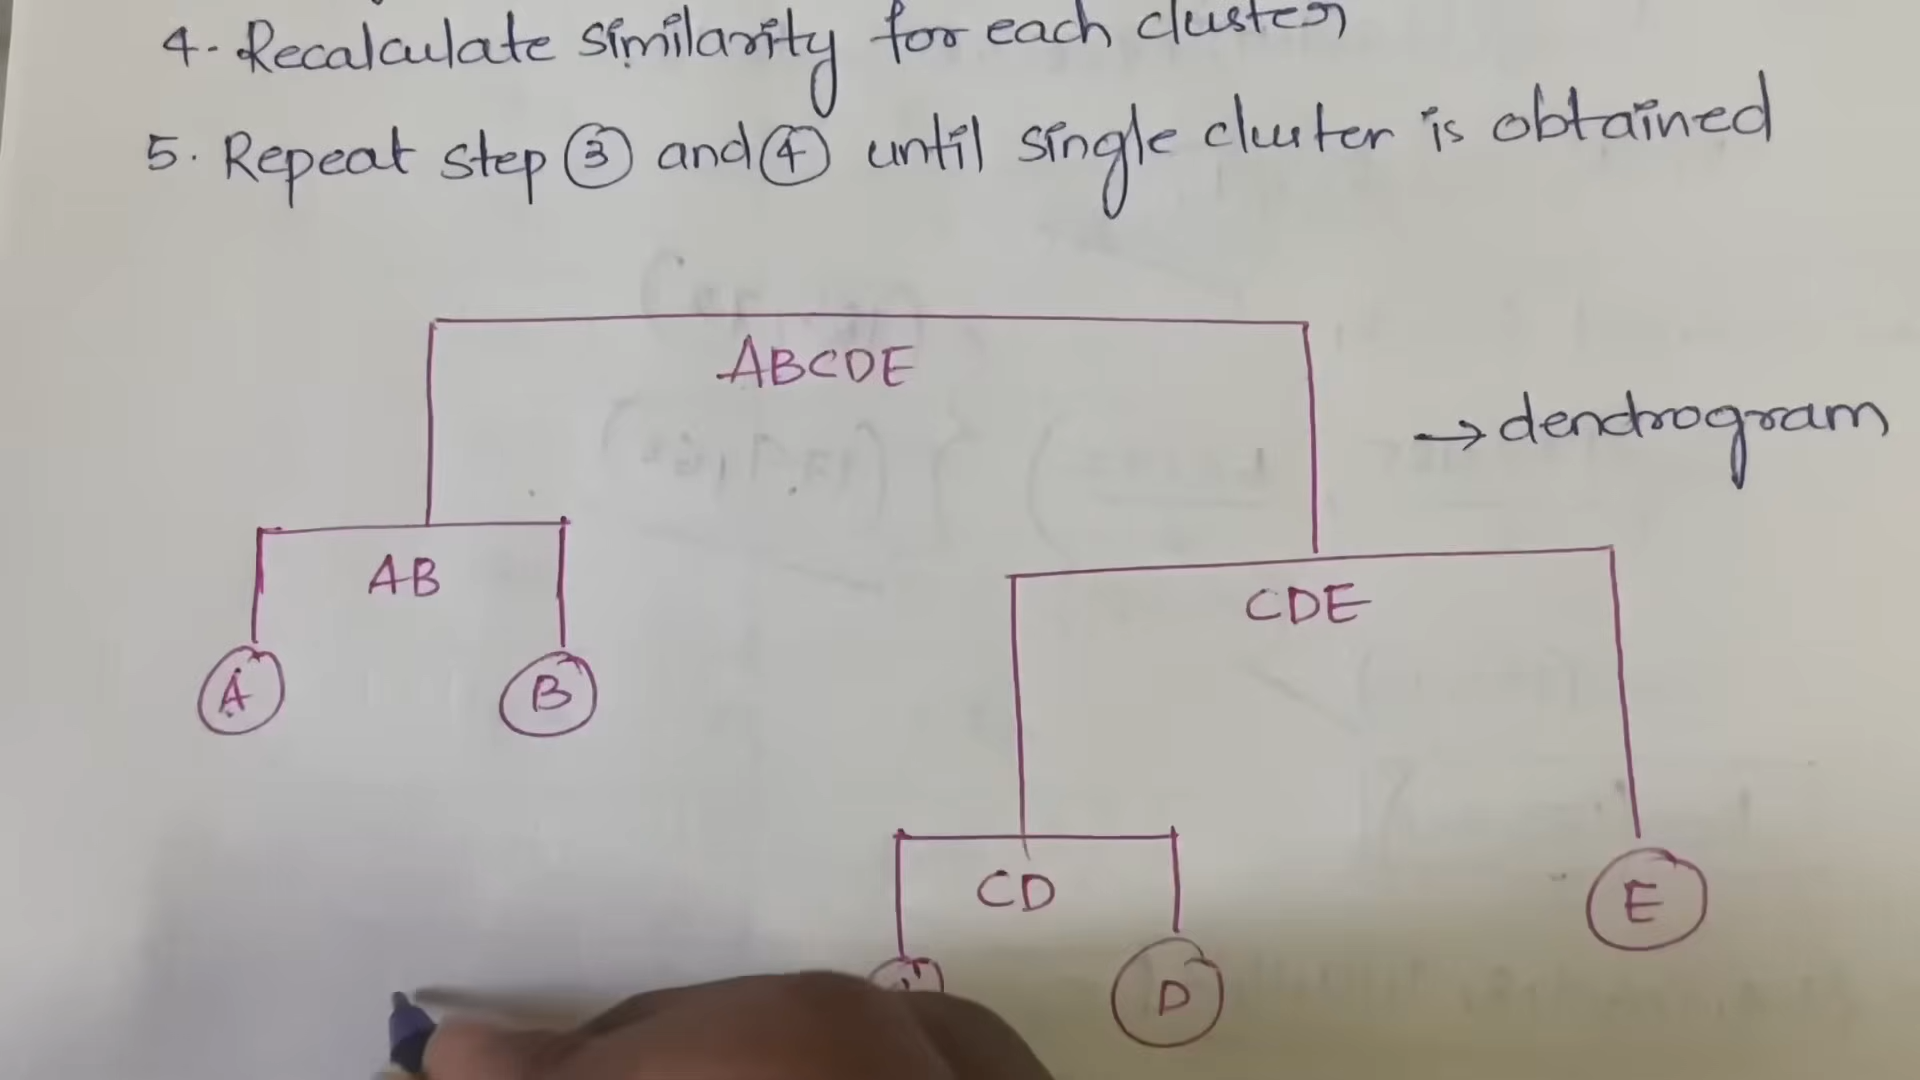 4. Recalculate similarity for each cluster
5. Repeat step ③ and ④ until single cluster is obtained
ABCDE
→ dendrogram
AB
CDE
A
B
CD
E
D